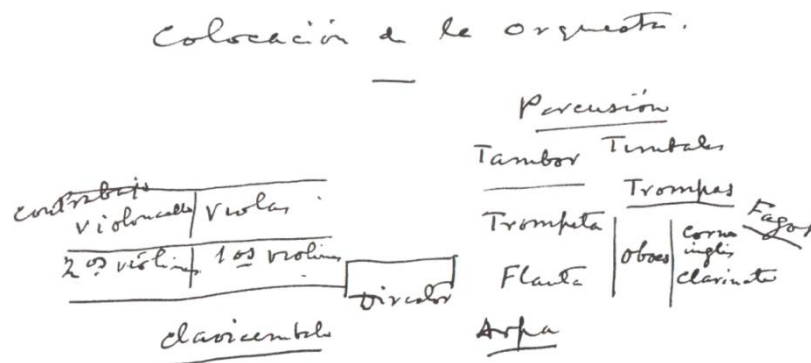 Colocación de la Orquesta.
Percusión
Tambor Timbales
Contrabajo
Violoncello Violas
Trompas
Trompeta oboes corno inglés Fagot
2os violines 1os violines
Director
Flauta clarinete
clavicembalo
Arpa